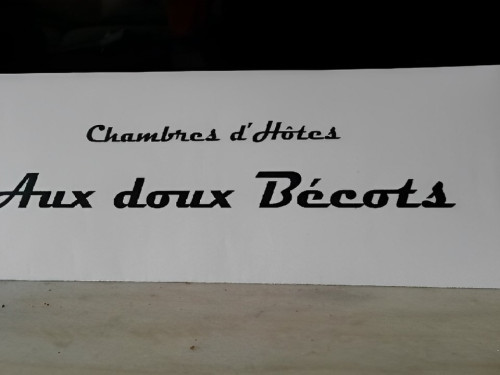 Chambres d'Hôtes
Aux doux Bécots